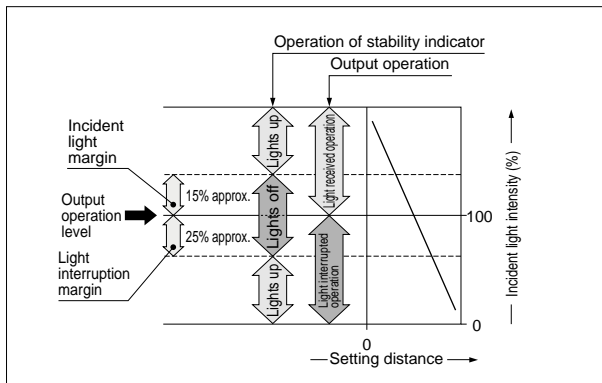 Operation of stability indicator
Output operation
Incident
light
margin
Output
operation
level
Light
interruption
margin
15% approx.
25% approx.
Lights up
Lights off
Lights up
Light received operation
Light interrupted
operation
100
0
Incident light intensity (%)
0
Setting distance